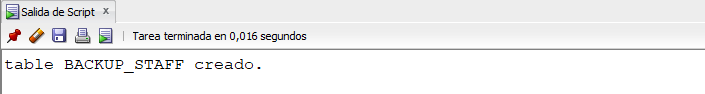 Salida de Script x
Tarea terminada en 0,016 segundos
table BACKUP_STAFF creado.